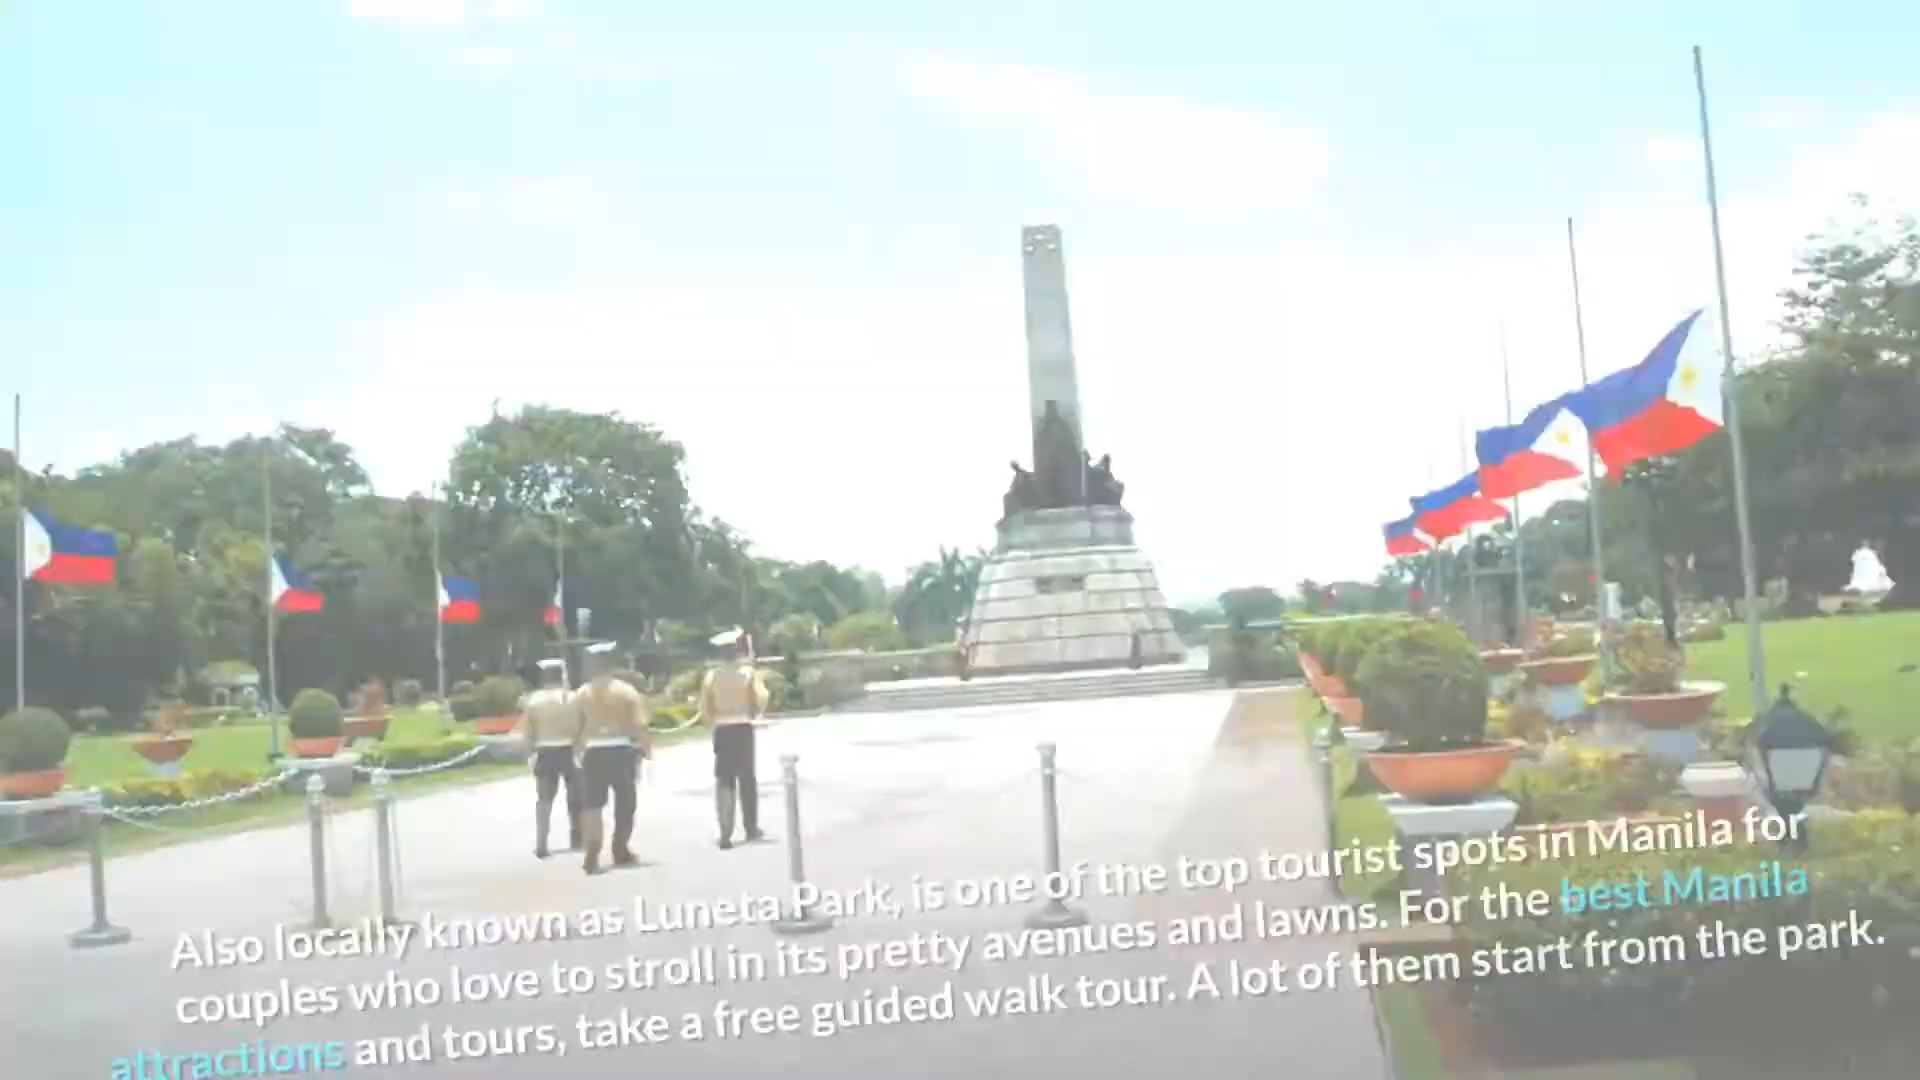 Also locally known as Luneta Park, is one of the top tourist spots in Manila for
couples who love to stroll in its pretty avenues and lawns. For the best Manila
attractions and tours, take a free guided walk tour. A lot of them start from the park.